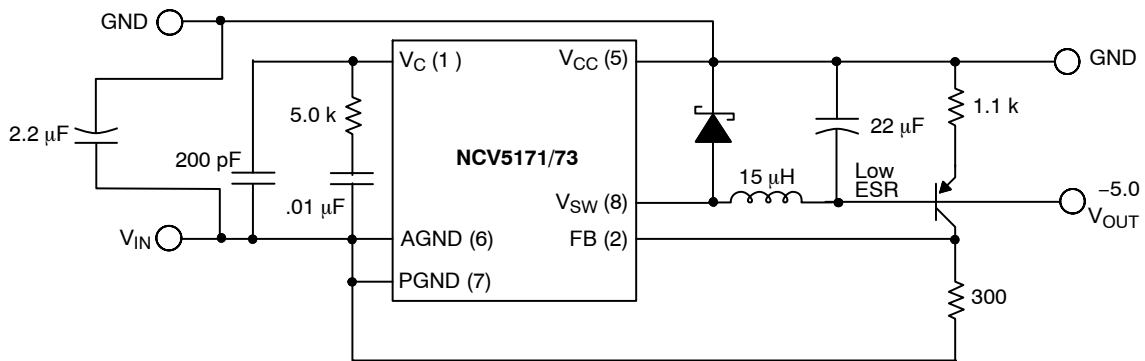 GND
V_C (1 )
V_CC (5)
GND
5.0 k
1.1 k
2.2 μF
22 μF
200 pF
NCV5171/73
15 μH
Low
ESR
−5.0
.01 μF
V_SW (8)
V_OUT
V_IN
AGND (6)
FB (2)
PGND (7)
300